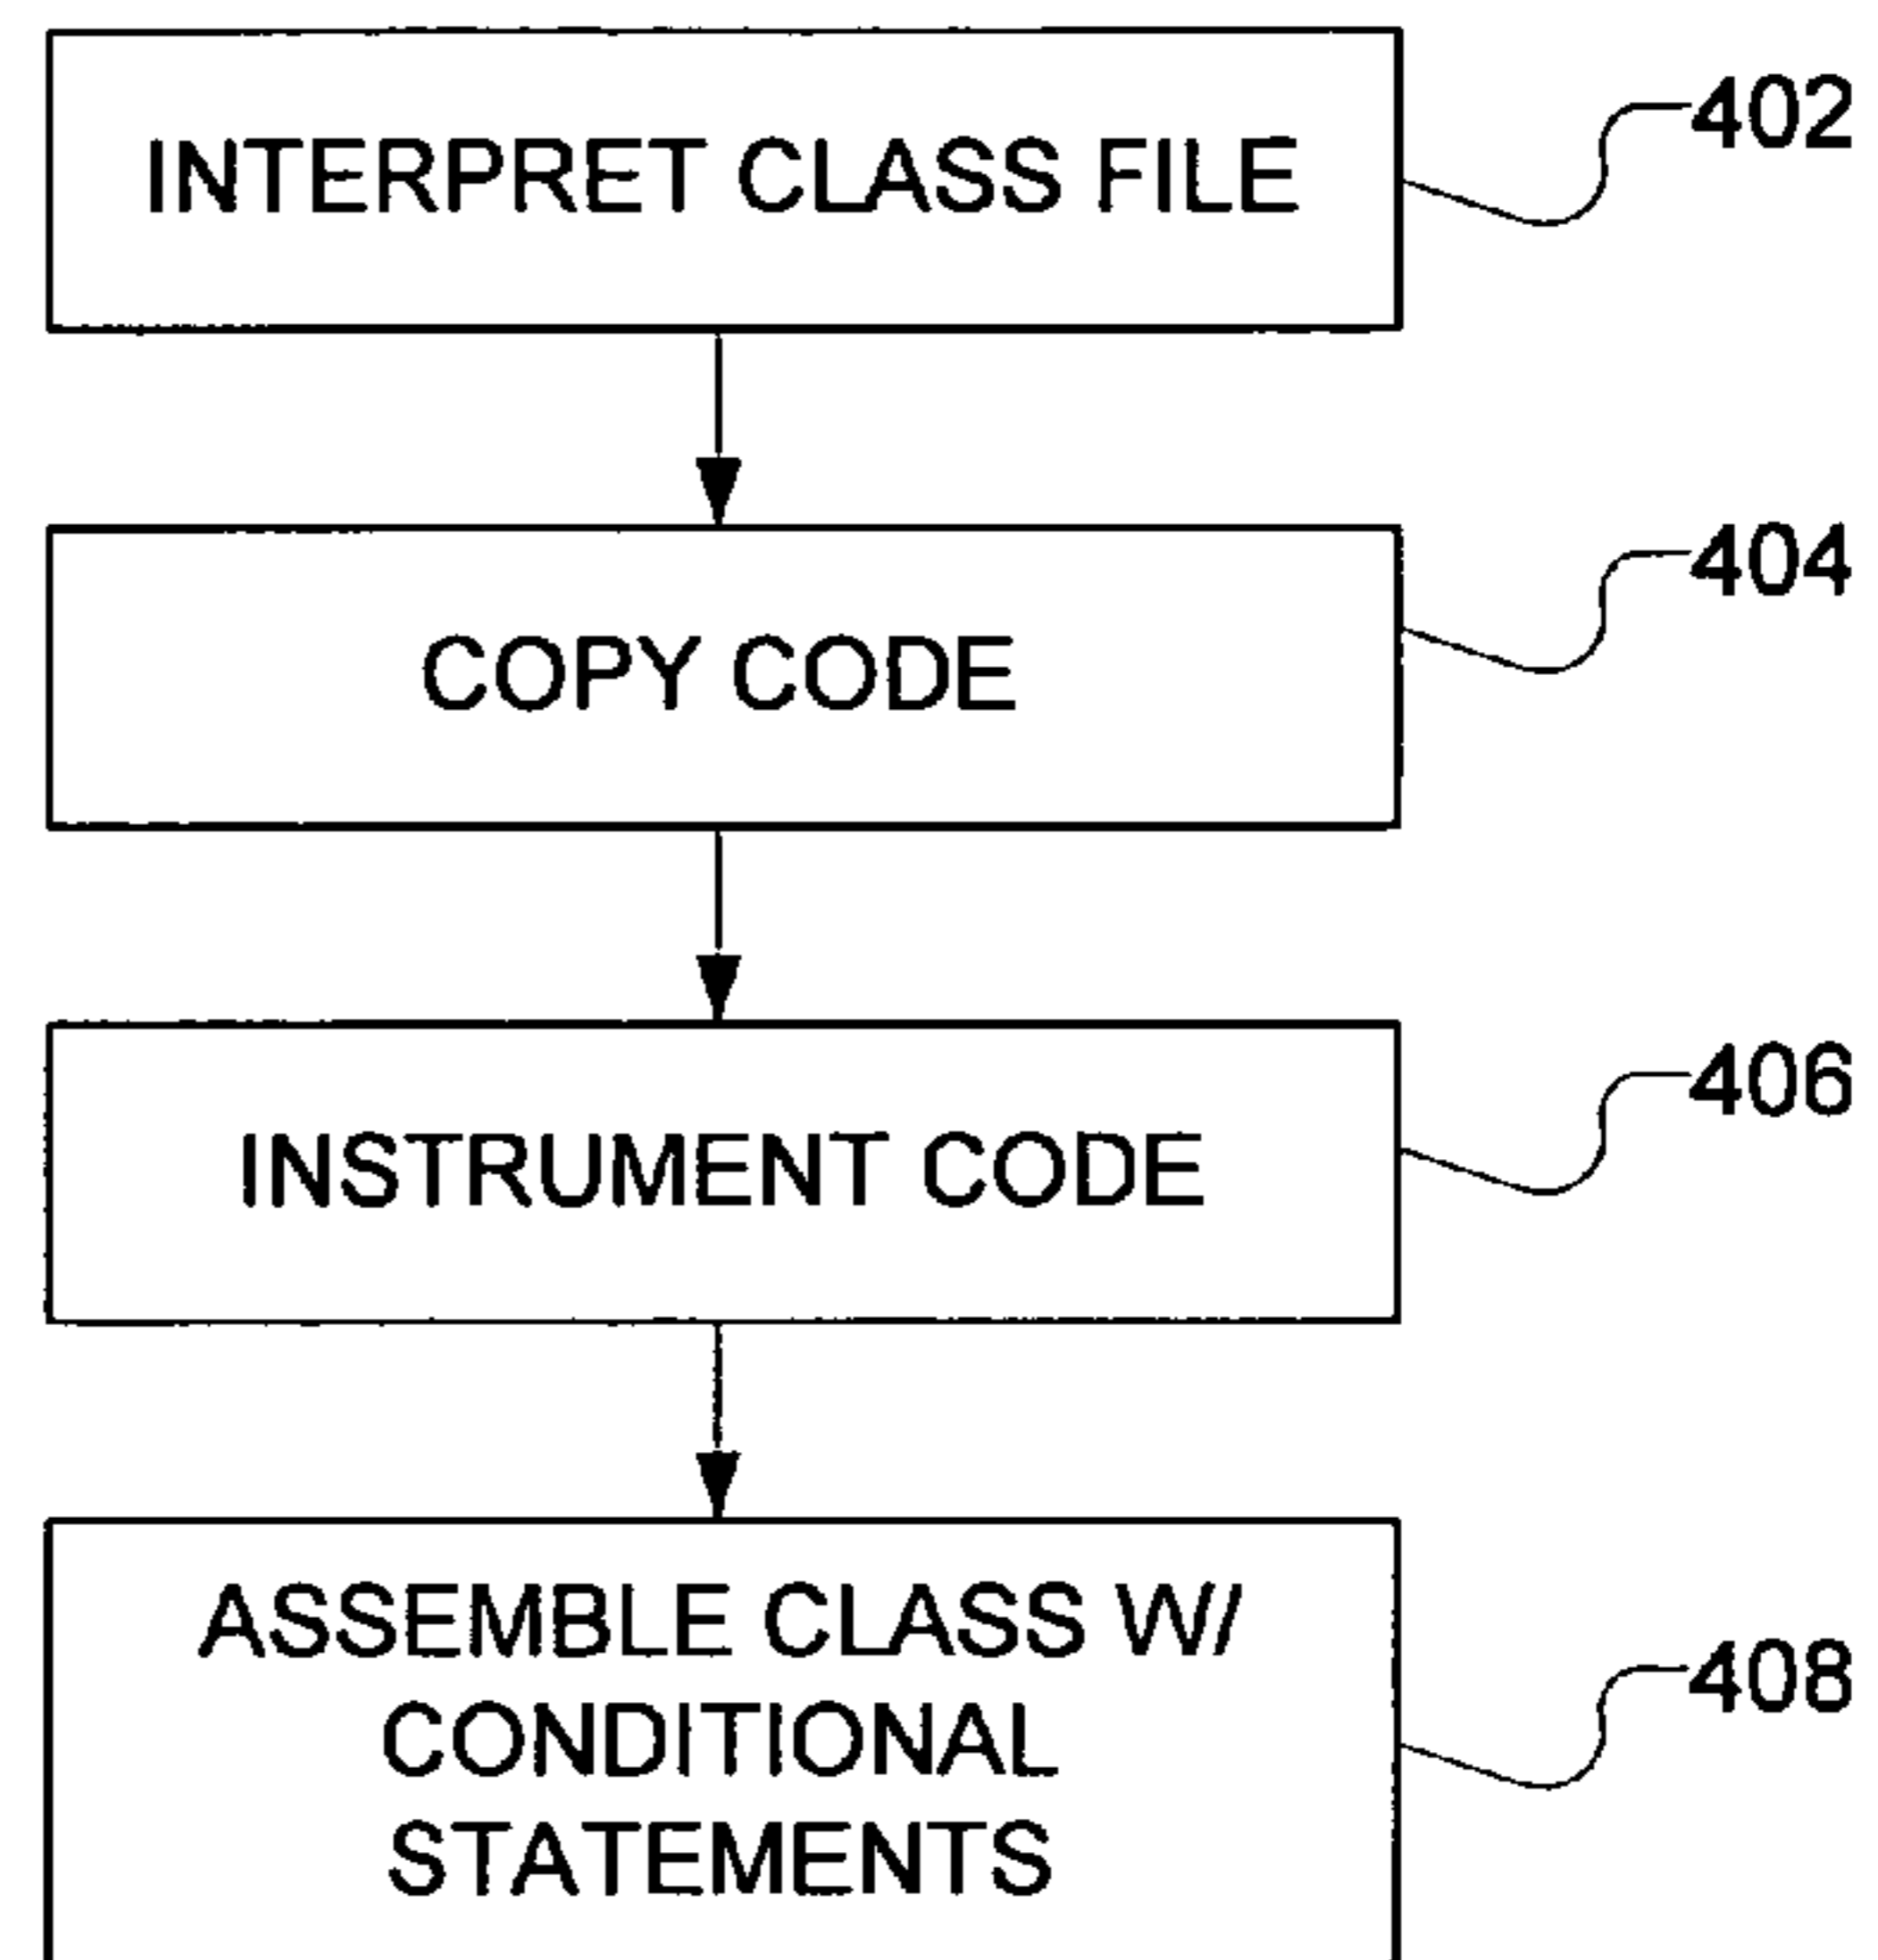 INTERPRET CLASS FILE
402
COPY CODE
404
INSTRUMENT CODE
406
ASSEMBLE CLASS W/
CONDITIONAL
STATEMENTS
408